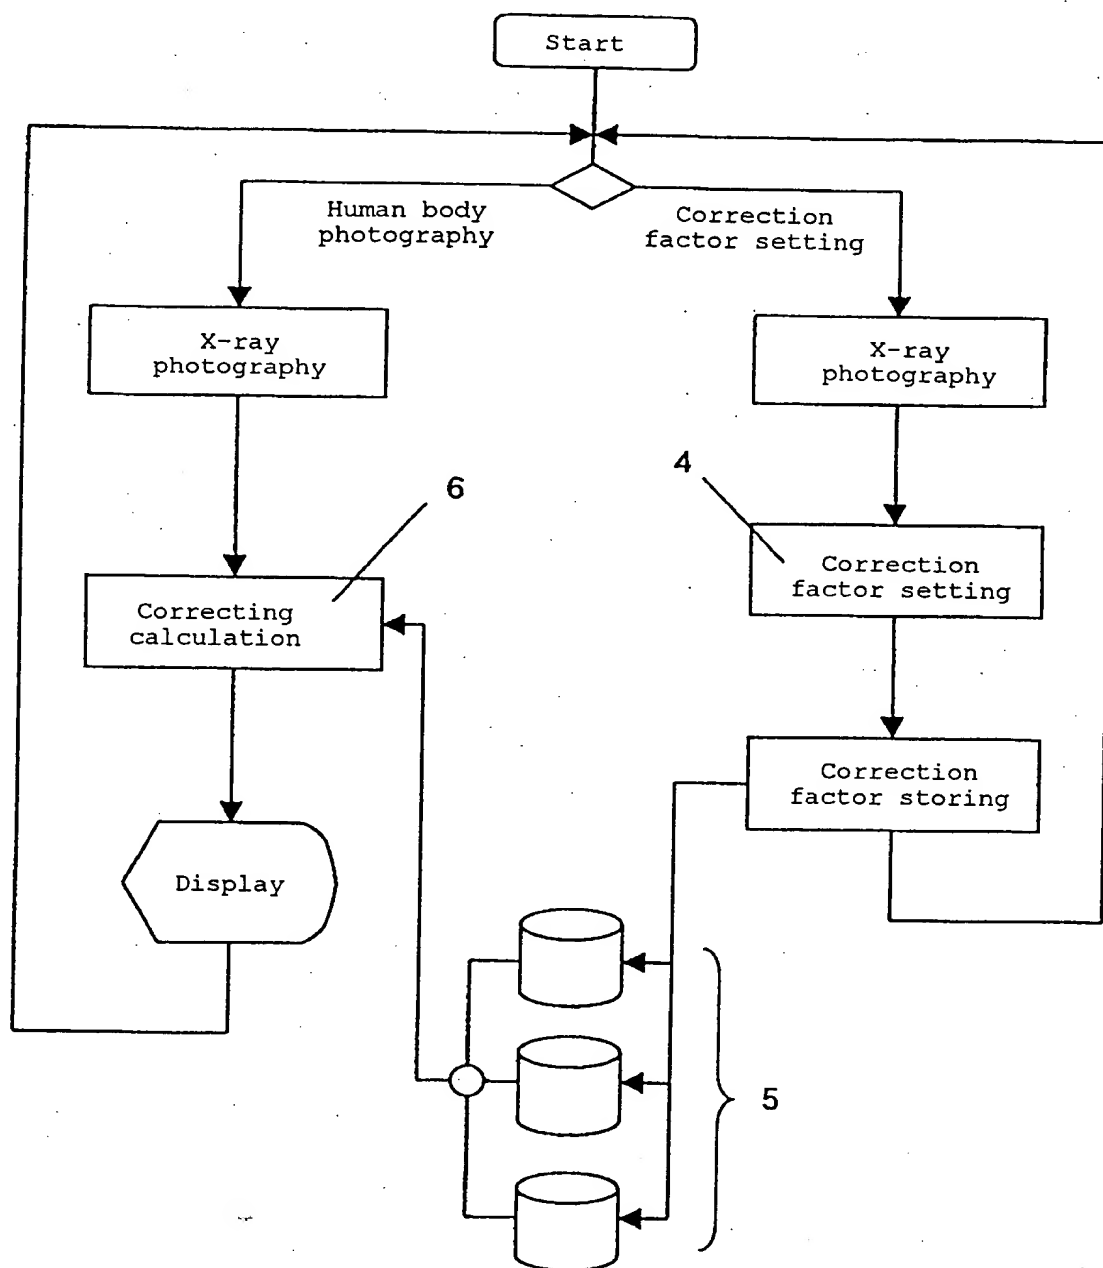 Start
Human body
photography
Correction
factor setting
X-ray
photography
X-ray
photography
4
6
Correction
factor setting
Correcting
calculation
Correction
factor storing
Display
5